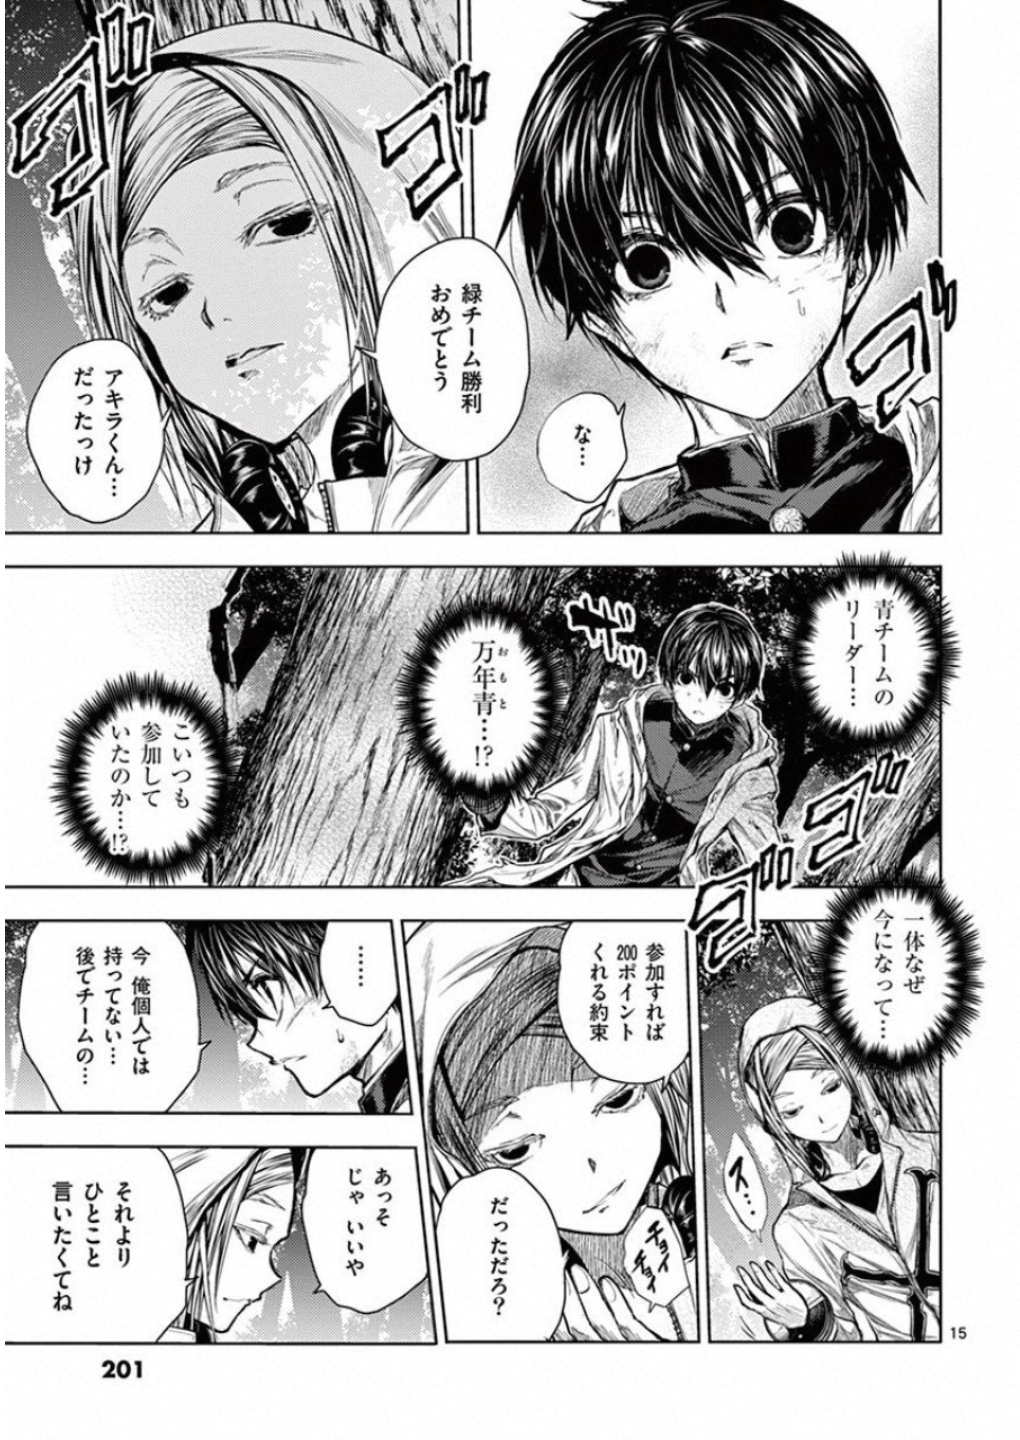 な…
ゴゴ
ゴゴ
ゴゴ
緑チーム勝利
おめでとう
アキラくん…
だったっけ
青チームの
リーダー…
ザッ
万年青…!?
おもと
こいつも
参加して
いたのか…!?
ゴゴ
ゴゴ
一体なぜ
今になって…
ス…
参加すれば
200ポイント
くれる約束
だっただろ?
チョイ
チョイ
………
今 俺個人では
持ってない…
後でチームの…
あっそ
じゃ いいや
それより
ひとこと
言いたくてね
15
201